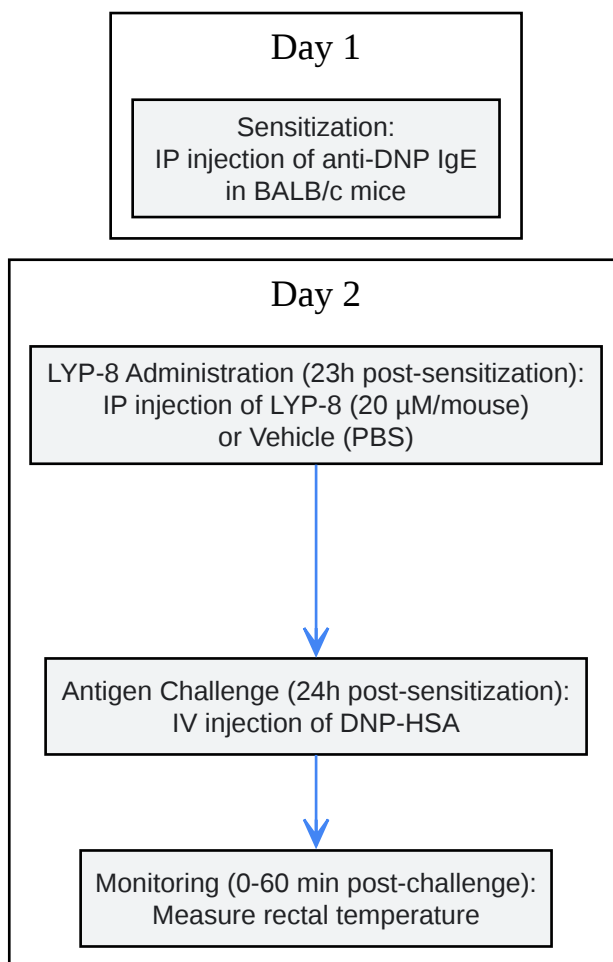 Day 1
Sensitization:
IP injection of anti-DNP IgE
in BALB/c mice
Day 2
LYP-8 Administration (23h post-sensitization):
IP injection of LYP-8 (20 µM/mouse)
or Vehicle (PBS)
Antigen Challenge (24h post-sensitization):
IV injection of DNP-HSA
Monitoring (0-60 min post-challenge):
Measure rectal temperature